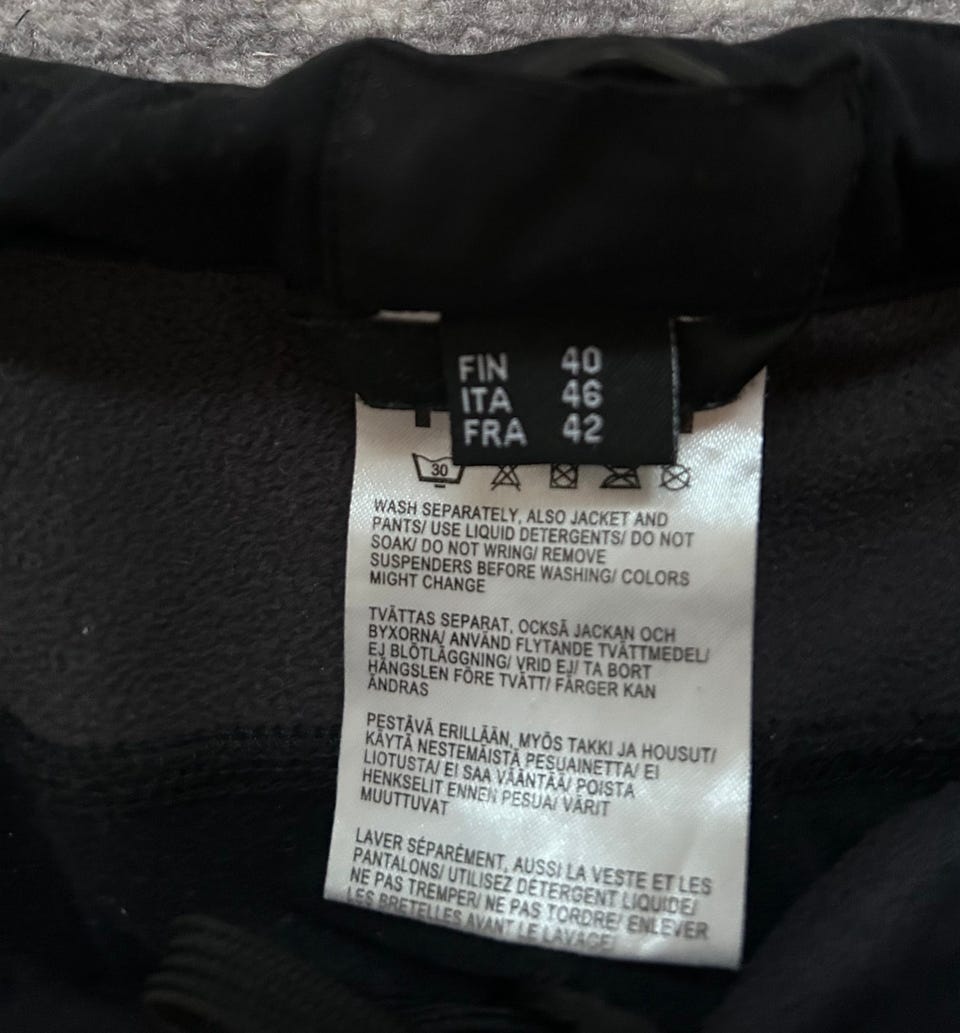 FIN 40
ITA 46
FRA 42
30
WASH SEPARATELY, ALSO JACKET AND
PANTS/ USE LIQUID DETERGENTS/ DO NOT
SOAK/ DO NOT WRING/ REMOVE
SUSPENDERS BEFORE WASHING/ COLORS
MIGHT CHANGE
TVÄTTAS SEPARAT, OCKSÅ JACKAN OCH
BYXORNA/ ANVÄND FLYTANDE TVÄTTMEDEL/
EJ BLÖTLÄGGNING/ VRID EJ/ TA BORT
HÄNGSLEN FÖRE TVÄTT/ FÄRGER KAN
ÄNDRAS
PESTÄVÄ ERILLÄÄN, MYÖS TAKKI JA HOUSUT/
KÄYTÄ NESTEMÄISTÄ PESUAINETTA/ EI
LIOTUSTA/ EI SAA VÄÄNTÄÄ/ POISTA
HENKSELIT ENNEN PESUA/ VÄRIT
MUUTTUVAT
LAVER SÉPARÉMENT, AUSSI LA VESTE ET LES
PANTALONS/ UTILISEZ DÉTERGENT LIQUIDE/
NE PAS TREMPER/ NE PAS TORDRE/ ENLEVER
LES BRETELLES AVANT LE LAVAGE/